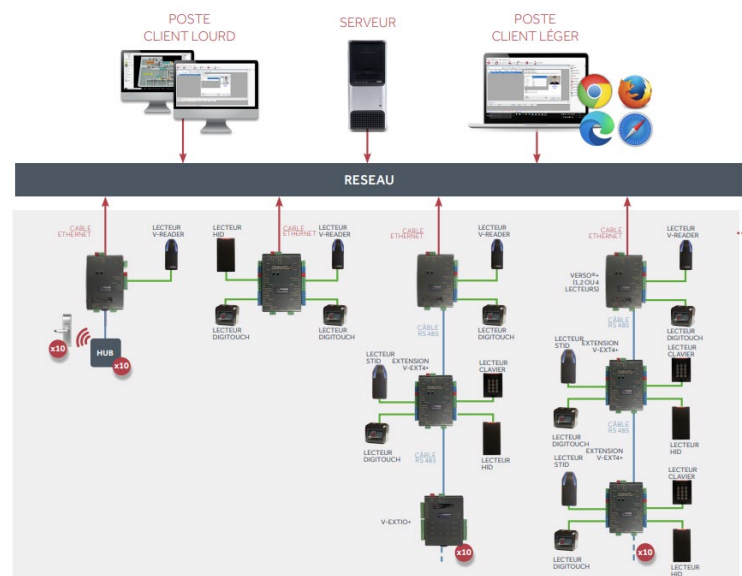 POSTE
CLIENT LOURD
SERVEUR
POSTE
CLIENT LÉGER
RESEAU
CABLE
ETHERNET
LECTEUR
V-READER
LECTEUR
HID
CABLE
ETHERNET
LECTEUR
V-READER
CABLE
ETHERNET
LECTEUR
V-READER
CABLE
ETHERNET
LECTEUR
V-READER
VERSO®+
(1,2 OU 4
LECTEURS)
LECTEUR
DIGITOUCH
LECTEUR
DIGITOUCH
LECTEUR
DIGITOUCH
LECTEUR
DIGITOUCH
x10
HUB
x10
CÂBLE
RS 485
CÂBLE
RS 485
LECTEUR
STID
EXTENSION
V-EXT4+
LECTEUR
CLAVIER
LECTEUR
STID
EXTENSION
V-EXT4+
LECTEUR
CLAVIER
LECTEUR
DIGITOUCH
CÂBLE
RS 485
LECTEUR
HID
LECTEUR
DIGITOUCH
CÂBLE
RS 485
LECTEUR
HID
LECTEUR
STID
EXTENSION
V-EXT4+
LECTEUR
CLAVIER
V-EXTIO+
x10
LECTEUR
DIGITOUCH
x10
LECTEUR
HID